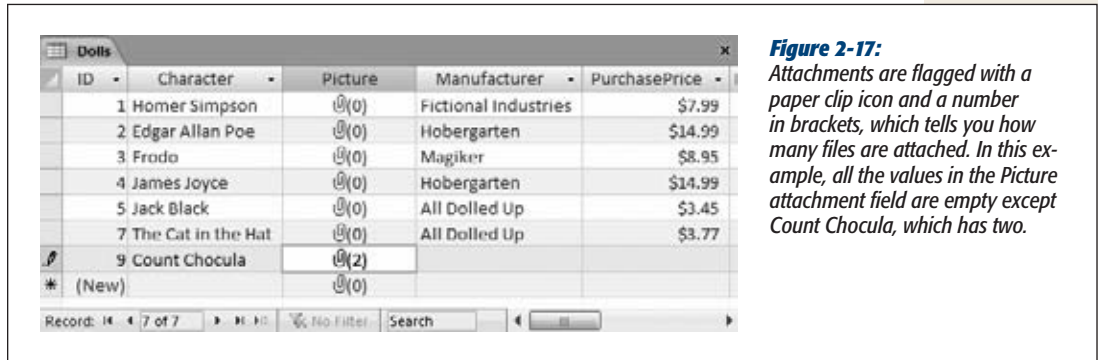 Dolls
ID Character Picture Manufacturer PurchasePrice
1 Homer Simpson (0) Fictional Industries $7.99
2 Edgar Allan Poe (0) Hobergarten $14.99
3 Frodo (0) Magiker $8.95
4 James Joyce (0) Hobergarten $14.99
5 Jack Black (0) All Dolled Up $3.45
7 The Cat in the Hat (0) All Dolled Up $3.77
9 Count Chocula (2)
(New) (0)
Record: 7 of 7 No Filter Search
Figure 2-17:
Attachments are flagged with a
paper clip icon and a number
in brackets, which tells you how
many files are attached. In this ex-
ample, all the values in the Picture
attachment field are empty except
Count Chocula, which has two.